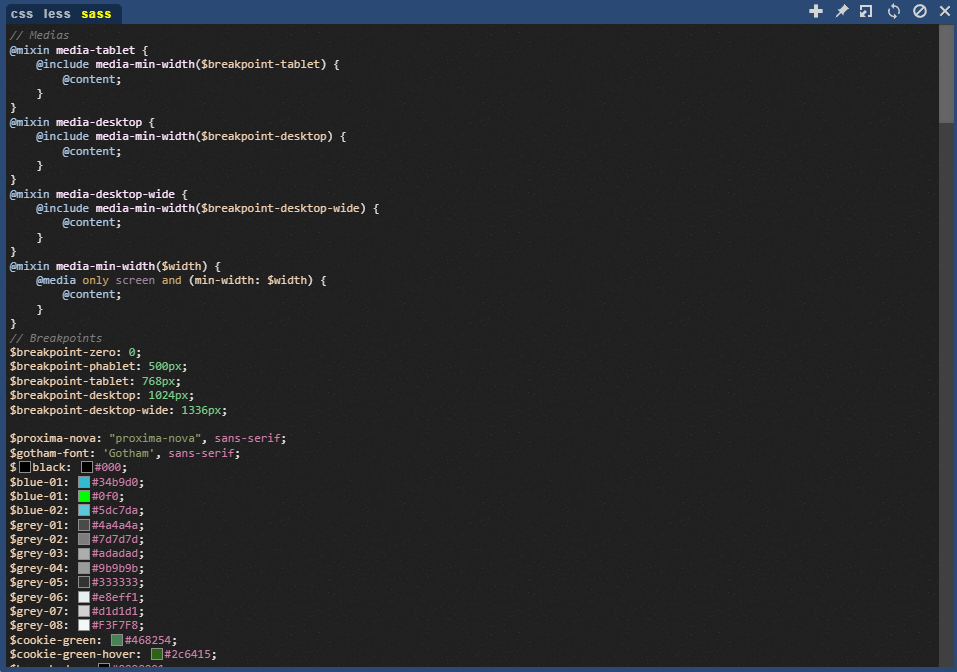 css less sass
// Medias
@mixin media-tablet {
    @include media-min-width($breakpoint-tablet) {
        @content;
    }
}
@mixin media-desktop {
    @include media-min-width($breakpoint-desktop) {
        @content;
    }
}
@mixin media-desktop-wide {
    @include media-min-width($breakpoint-desktop-wide) {
        @content;
    }
}
@mixin media-min-width($width) {
    @media only screen and (min-width: $width) {
        @content;
    }
}
// Breakpoints
$breakpoint-zero: 0;
$breakpoint-phablet: 500px;
$breakpoint-tablet: 768px;
$breakpoint-desktop: 1024px;
$breakpoint-desktop-wide: 1336px;

$proxima-nova: "proxima-nova", sans-serif;
$gotham-font: 'Gotham', sans-serif;
$black: #000;
$blue-01: #34b9d0;
$blue-01: #0f0;
$blue-02: #5dc7da;
$grey-01: #4a4a4a;
$grey-02: #7d7d7d;
$grey-03: #adadad;
$grey-04: #9b9b9b;
$grey-05: #333333;
$grey-06: #e8eff1;
$grey-07: #d1d1d1;
$grey-08: #F3F7F8;
$cookie-green: #468254;
$cookie-green-hover: #2c6415;